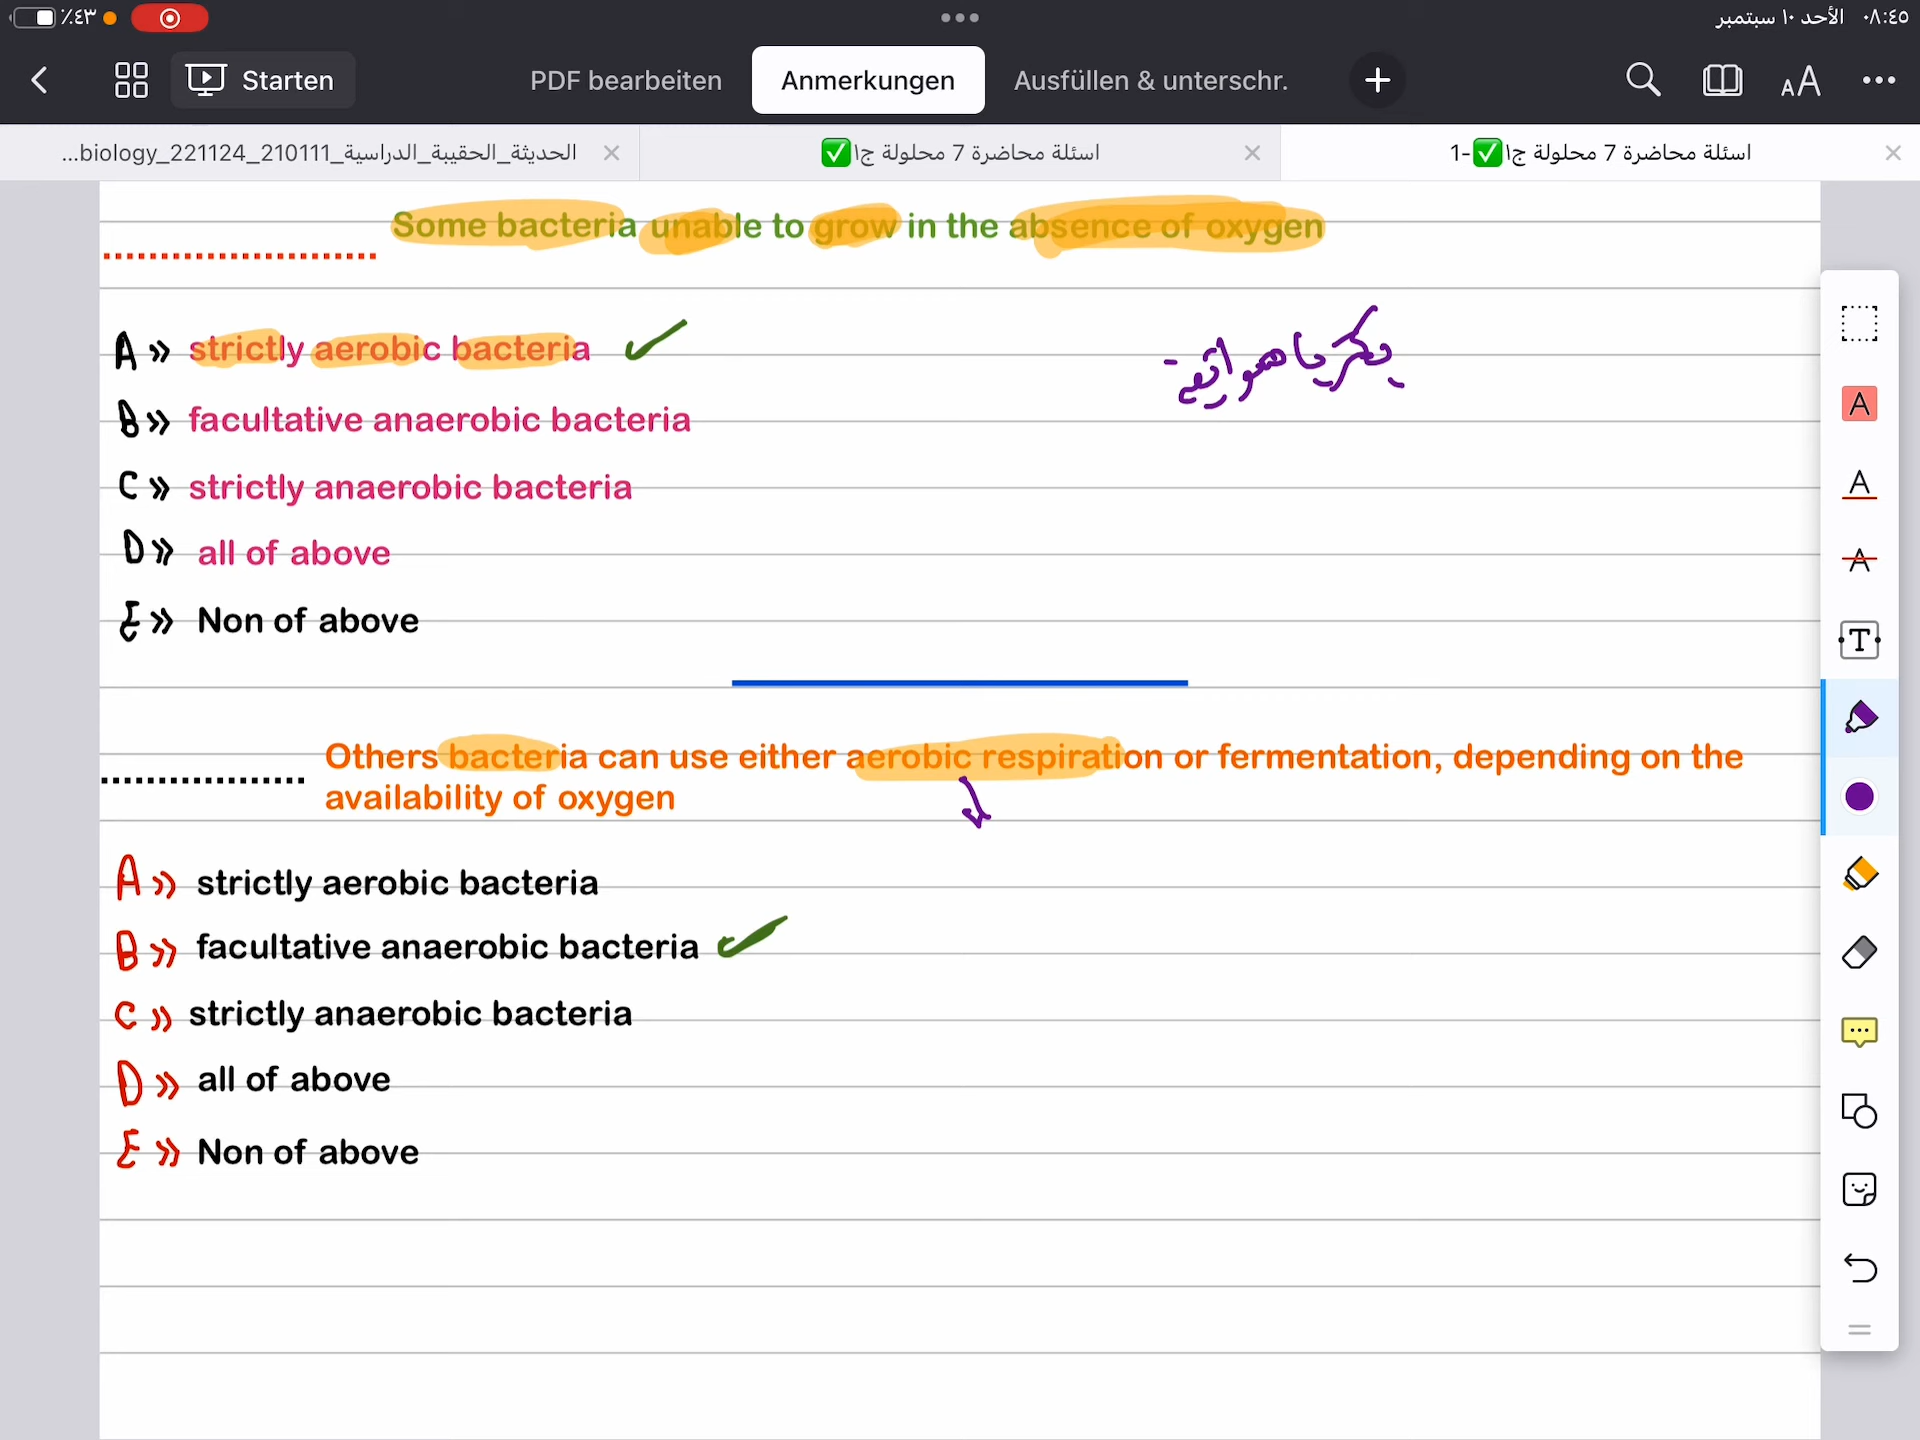 ٪٤٣
٠٨:٤٥ الأحد ١٠ سبتمبر
Starten
PDF bearbeiten
Anmerkungen
Ausfüllen & unterschr.
...biology_221124_210111_الحديثة_الحقيبة_الدراسية
اسئلة محاضرة 7 محلولة ج١✅
اسئلة محاضرة 7 محلولة ج١✅-1
Some bacteria unable to grow in the absence of oxygen
A» strictly aerobic bacteria
بكتريا هوائية
B» facultative anaerobic bacteria
C» strictly anaerobic bacteria
D» all of above
E» Non of above
Others bacteria can use either aerobic respiration or fermentation, depending on the
availability of oxygen
A» strictly aerobic bacteria
B» facultative anaerobic bacteria
C» strictly anaerobic bacteria
D» all of above
E» Non of above